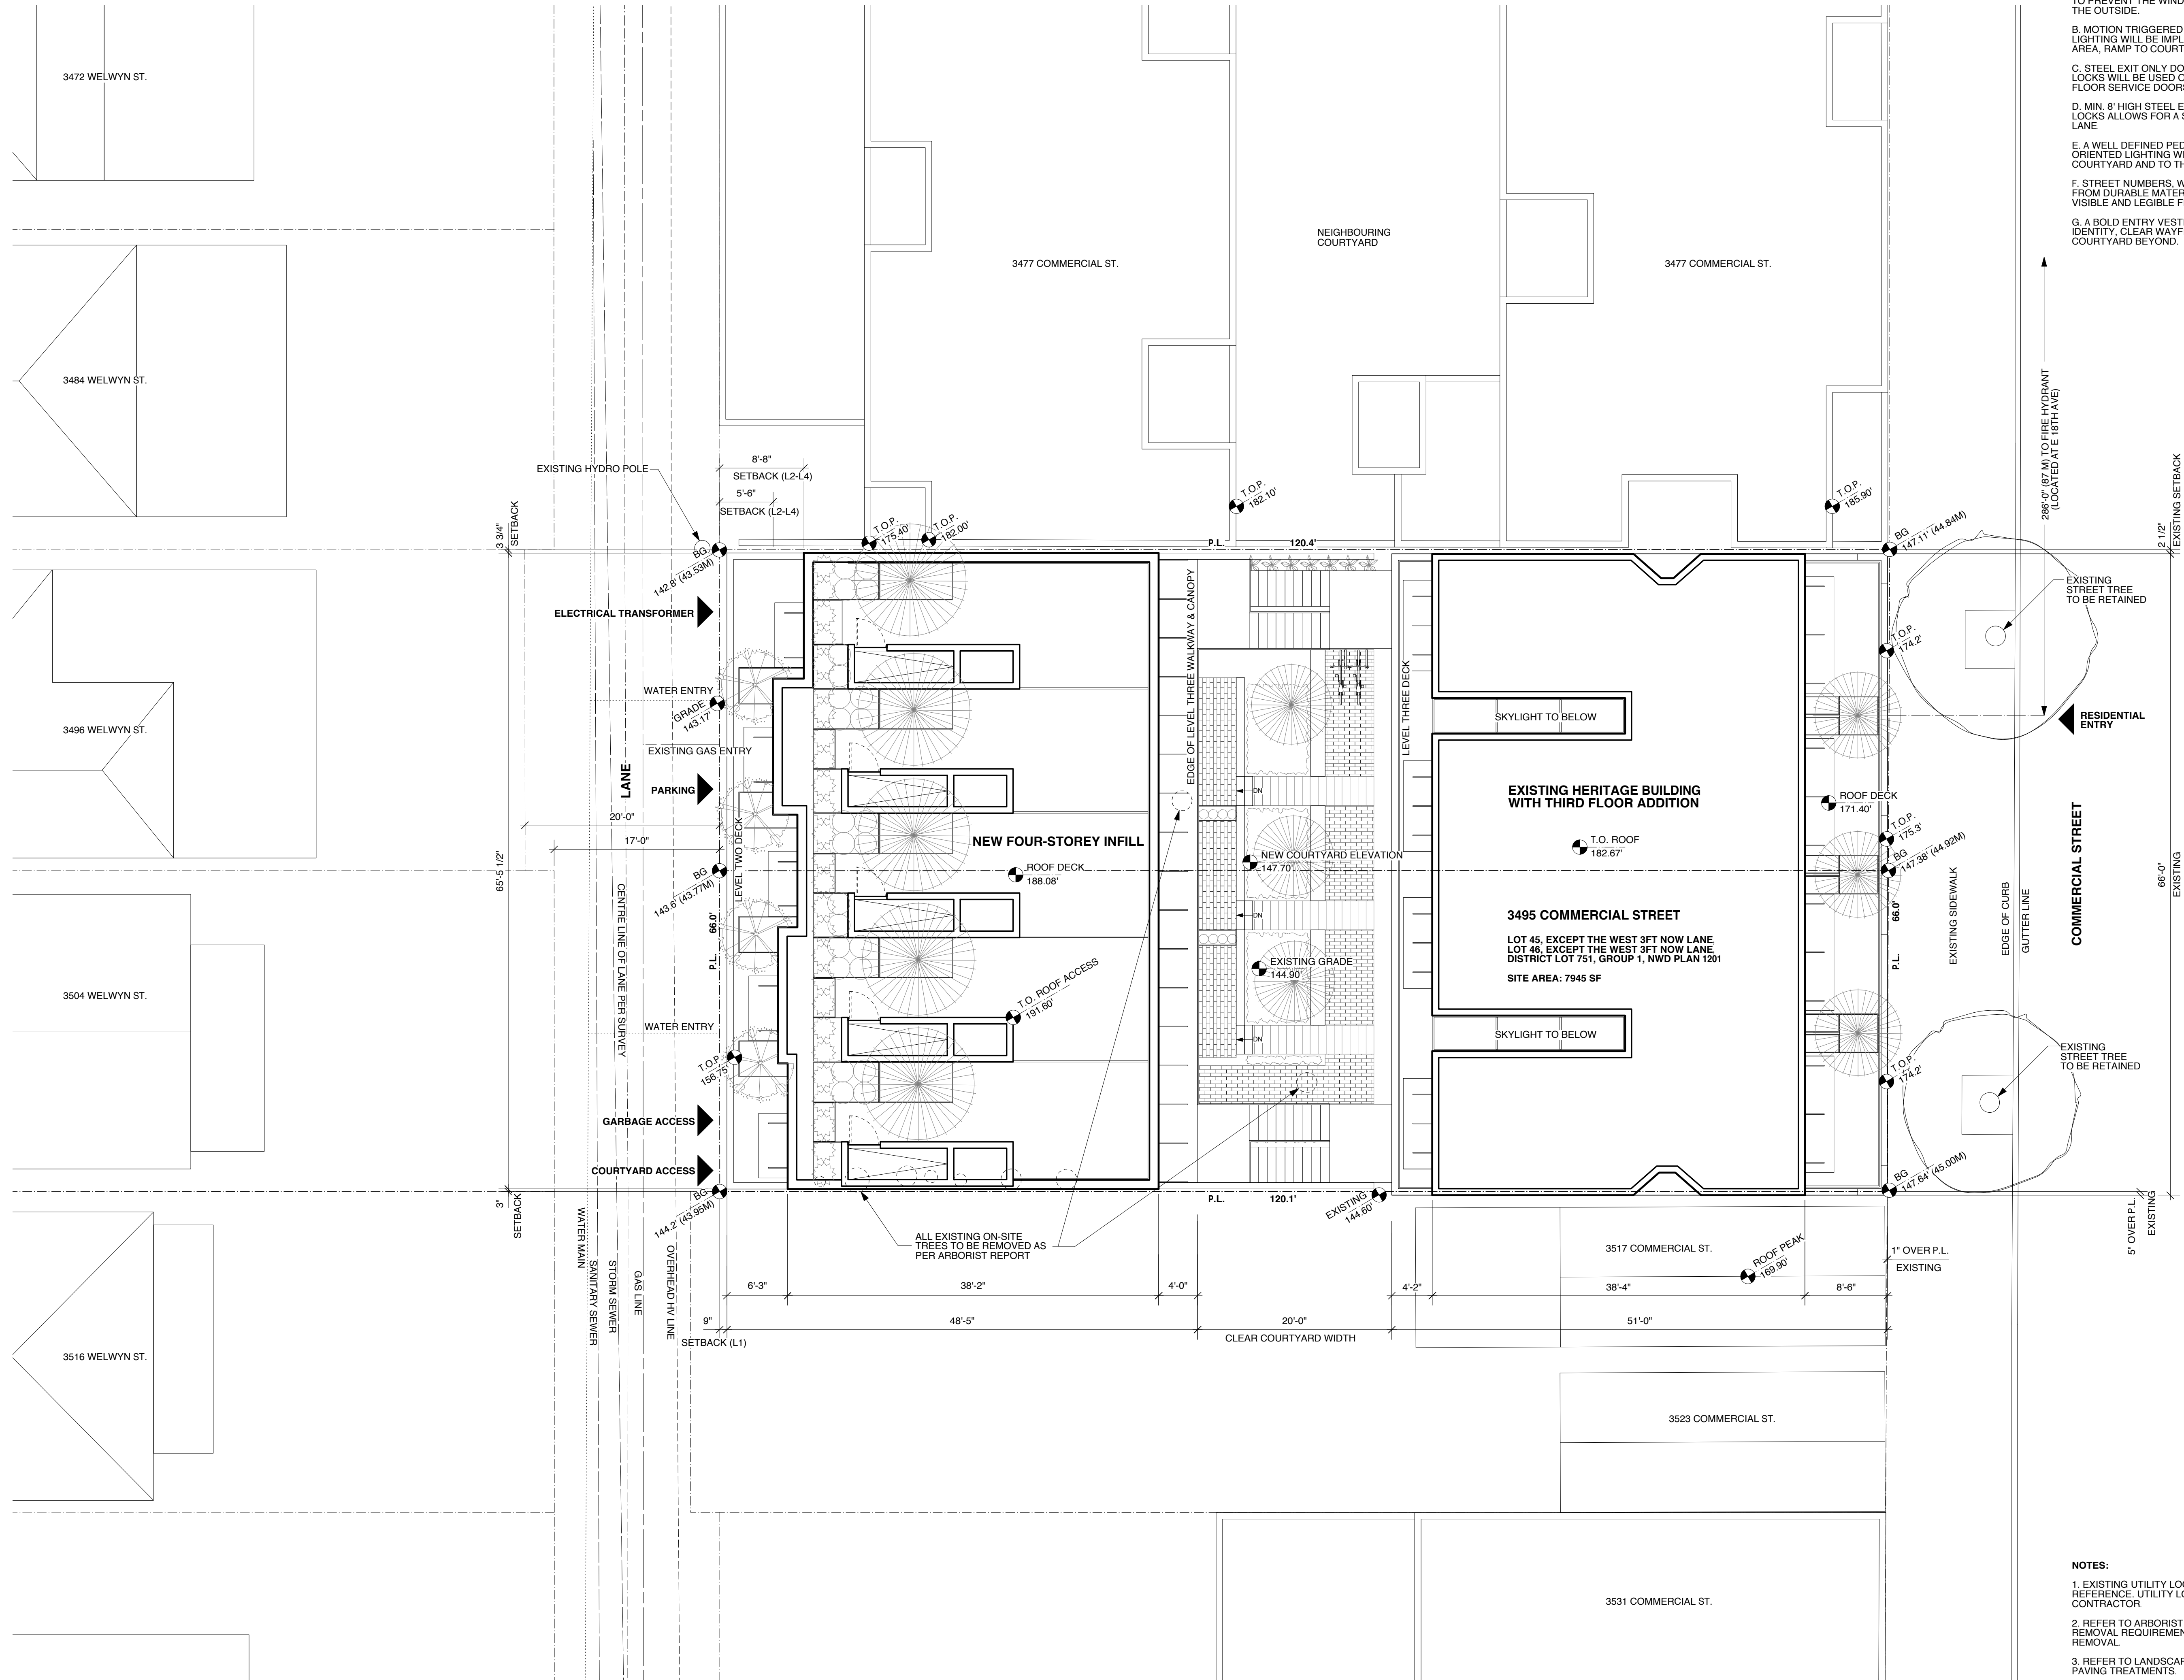 TO PREVENT THE WIND
THE OUTSIDE.
B. MOTION TRIGGERED
LIGHTING WILL BE IMPL
AREA, RAMP TO COURT
C. STEEL EXIT ONLY DO
LOCKS WILL BE USED O
FLOOR SERVICE DOORS
D. MIN. 8' HIGH STEEL E
LOCKS ALLOWS FOR A S
LANE.
E. A WELL DEFINED PED
ORIENTED LIGHTING WI
COURTYARD AND TO TH
F. STREET NUMBERS, W
FROM DURABLE MATER
VISIBLE AND LEGIBLE F
G. A BOLD ENTRY VEST
IDENTITY, CLEAR WAYF
COURTYARD BEYOND.
3472 WELWYN ST.
NEIGHBOURING
COURTYARD
3477 COMMERCIAL ST.
3477 COMMERCIAL ST.
3484 WELWYN ST.
286'-0" (87 M) TO FIRE HYDRANT
(LOCATED AT E 18TH AVE)
EXISTING HYDRO POLE
8'-8"
SETBACK (L2-L4)
5'-6"
SETBACK (L2-L4)
3 3/4"
SETBACK
T.O.P.
175.40'
T.O.P.
182.00'
T.O.P.
182.10'
T.O.P.
185.90'
BG
147.11' (44.84M)
2 1/2"
EXISTING SETBACK
BG
142.8' (43.53M)
P.L.
120.4'
ELECTRICAL TRANSFORMER
EDGE OF LEVEL THREE WALKWAY & CANOPY
EXISTING
STREET TREE
TO BE RETAINED
T.O.P.
174.2'
3496 WELWYN ST.
WATER ENTRY
GRADE
143.17'
EXISTING GAS ENTRY
LANE
PARKING
20'-0"
17'-0"
LEVEL THREE DECK
SKYLIGHT TO BELOW
RESIDENTIAL
ENTRY
DN
EXISTING HERITAGE BUILDING
WITH THIRD FLOOR ADDITION
ROOF DECK
171.40'
COMMERCIAL STREET
T.O.P.
175.3'
NEW FOUR-STOREY INFILL
T.O. ROOF
182.67'
NEW COURTYARD ELEVATION
147.70'
ROOF DECK
188.08'
BG
147.38' (44.92M)
65'-5 1/2"
66'-0"
EXISTING
BG
143.6' (43.77M)
LEVEL TWO DECK
CENTRE LINE OF LANE PER SURVEY
P.L.
66.0'
DN
3495 COMMERCIAL STREET
LOT 45, EXCEPT THE WEST 3FT NOW LANE,
LOT 46, EXCEPT THE WEST 3FT NOW LANE,
DISTRICT LOT 751, GROUP 1, NWD PLAN 1201
SITE AREA: 7945 SF
P.L.
66.0'
EXISTING SIDEWALK
EDGE OF CURB
GUTTER LINE
EXISTING GRADE
144.90'
T.O. ROOF ACCESS
191.60'
3504 WELWYN ST.
WATER ENTRY
DN
SKYLIGHT TO BELOW
T.O.P.
156.75'
EXISTING
STREET TREE
TO BE RETAINED
T.O.P.
174.2'
GARBAGE ACCESS
COURTYARD ACCESS
BG
144.2' (43.95M)
3"
SETBACK
P.L.
120.1'
EXISTING
144.60'
BG
147.64' (45.00M)
5" OVER P.L.
EXISTING
ALL EXISTING ON-SITE
TREES TO BE REMOVED AS
PER ARBORIST REPORT
3517 COMMERCIAL ST.
ROOF PEAK
169.90'
1" OVER P.L.
EXISTING
WATER MAIN
SANITARY SEWER
STORM SEWER
GAS LINE
OVERHEAD HV LINE
6'-3"
38'-2"
4'-0"
4'-2"
38'-4"
8'-6"
9"
SETBACK (L1)
48'-5"
20'-0"
CLEAR COURTYARD WIDTH
51'-0"
3516 WELWYN ST.
3523 COMMERCIAL ST.
3531 COMMERCIAL ST.
NOTES:
1. EXISTING UTILITY LO
REFERENCE. UTILITY LO
CONTRACTOR.
2. REFER TO ARBORIST
REMOVAL REQUIREMEN
REMOVAL.
3. REFER TO LANDSCAP
PAVING TREATMENTS.